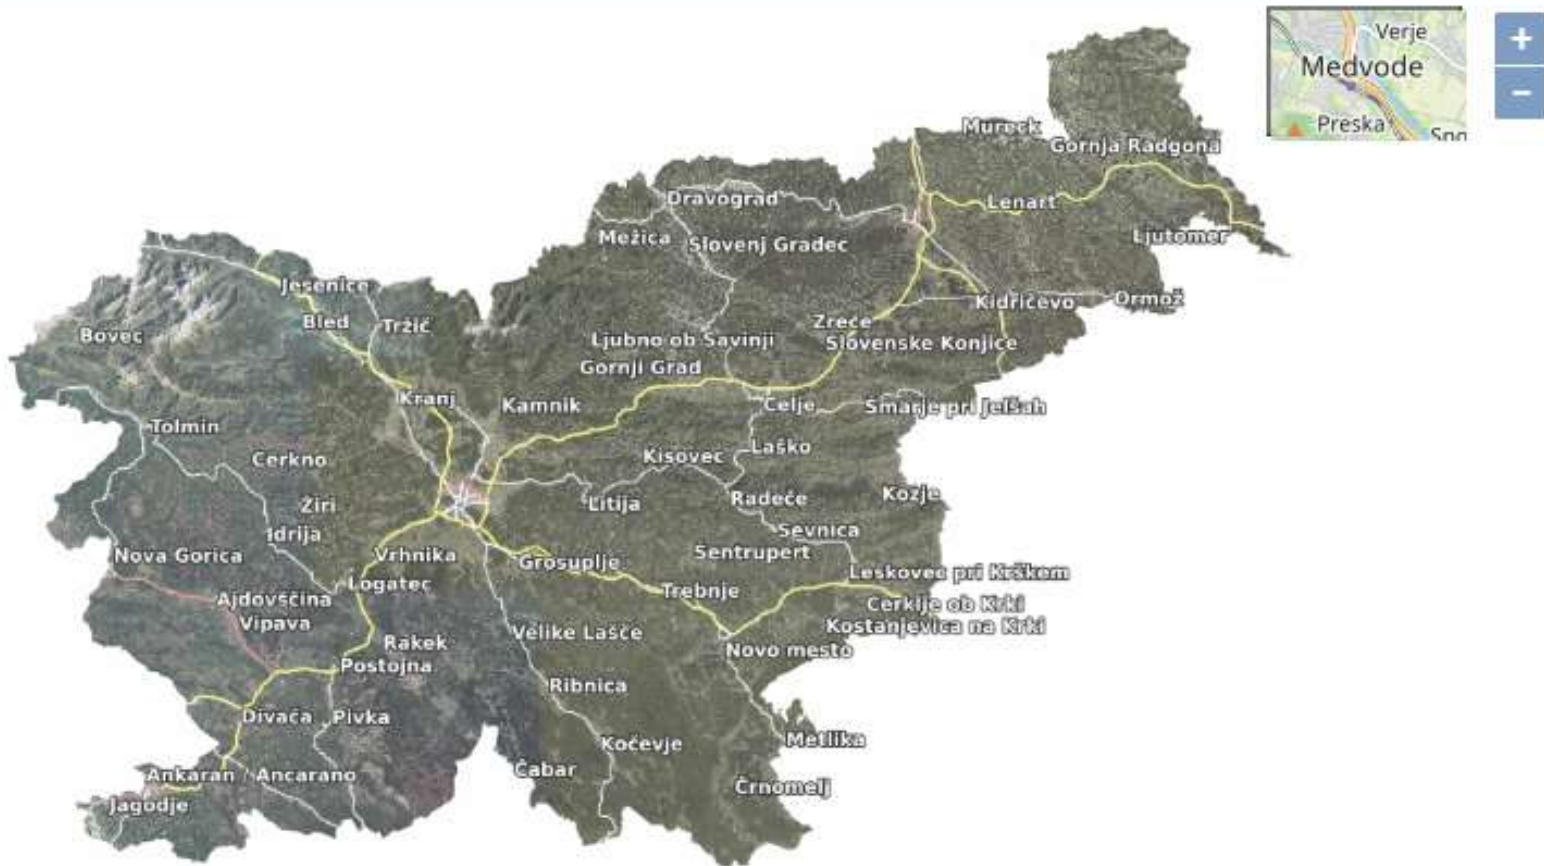 Verje
Medvode
Preska
+
−
Mureck
Gornja Radgona
Dravograd
Lenart
Mežica
Slovenj Gradec
Ljutomer
Jesenice
Kidričevo
Ormož
Bled
Tržič
Zreče
Bovec
Ljubno ob Savinji
Slovenske Konjice
Gornji Grad
Kranj
Kamnik
Celje
Šmarje pri Jelšah
Tolmin
Cerkno
Kisovec
Laško
Žiri
Litija
Radeče
Kozje
Idrija
Sevnica
Nova Gorica
Vrhnika
Grosuplje
Šentrupert
Logatec
Trebnje
Leskovec pri Krškem
Ajdovščina
Cerklje ob Krki
Vipava
Velike Lašče
Kostanjevica na Krki
Rakek
Postojna
Novo mesto
Ribnica
Divača
Pivka
Kočevje
Metlika
Ankaran / Ancarano
Čabar
Črnomelj
Jagodje